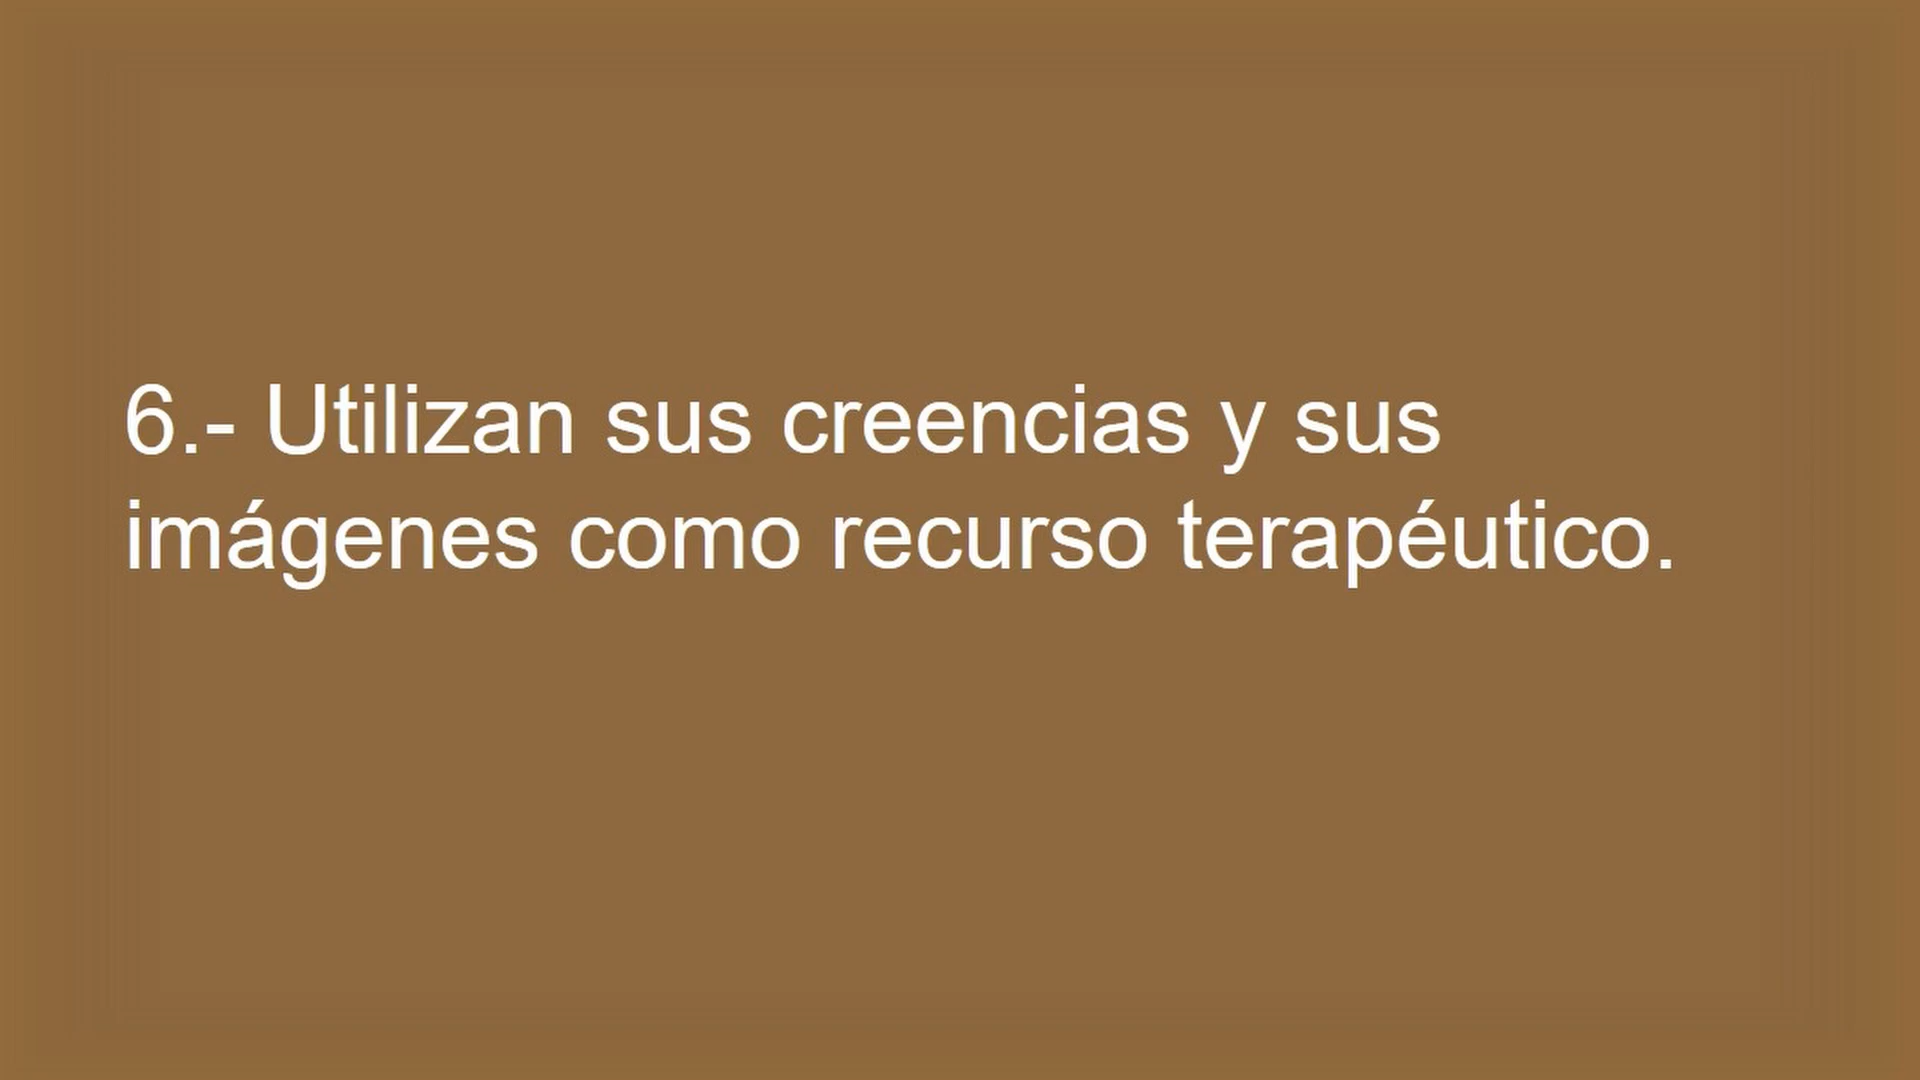 6.- Utilizan sus creencias y sus
imágenes como recurso terapéutico.